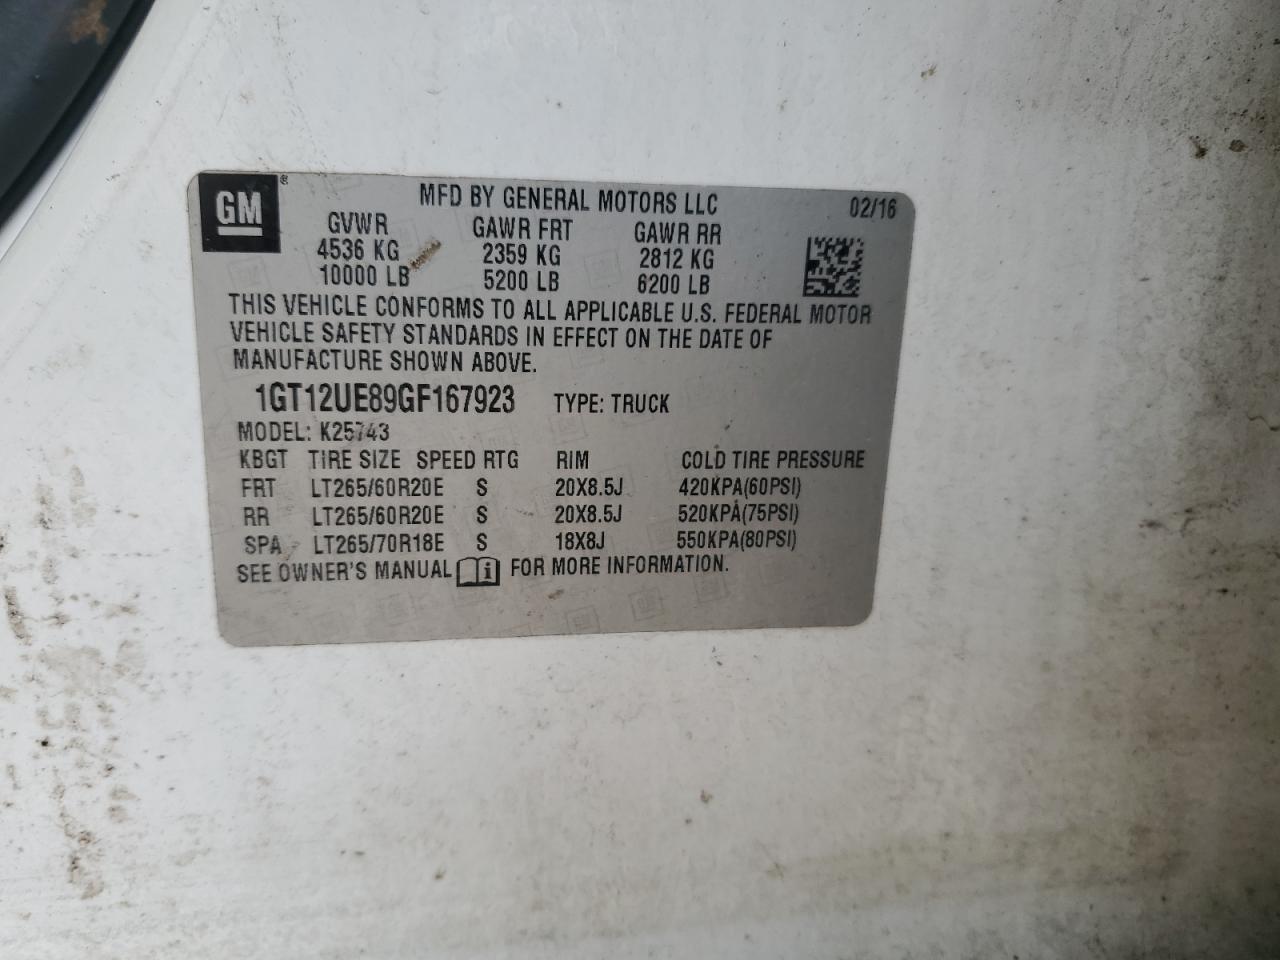 GM ®
MFD BY GENERAL MOTORS LLC 02/16
GVWR GAWR FRT GAWR RR
4536 KG 2359 KG 2812 KG
10000 LB 5200 LB 6200 LB
THIS VEHICLE CONFORMS TO ALL APPLICABLE U.S. FEDERAL MOTOR
VEHICLE SAFETY STANDARDS IN EFFECT ON THE DATE OF
MANUFACTURE SHOWN ABOVE.
1GT12UE89GF167923 TYPE: TRUCK
MODEL: K25743
KBGT TIRE SIZE SPEED RTG RIM COLD TIRE PRESSURE
FRT LT265/60R20E S 20X8.5J 420KPA(60PSI)
RR LT265/60R20E S 20X8.5J 520KPA(75PSI)
SPA LT265/70R18E S 18X8J 550KPA(80PSI)
SEE OWNER'S MANUAL i FOR MORE INFORMATION.